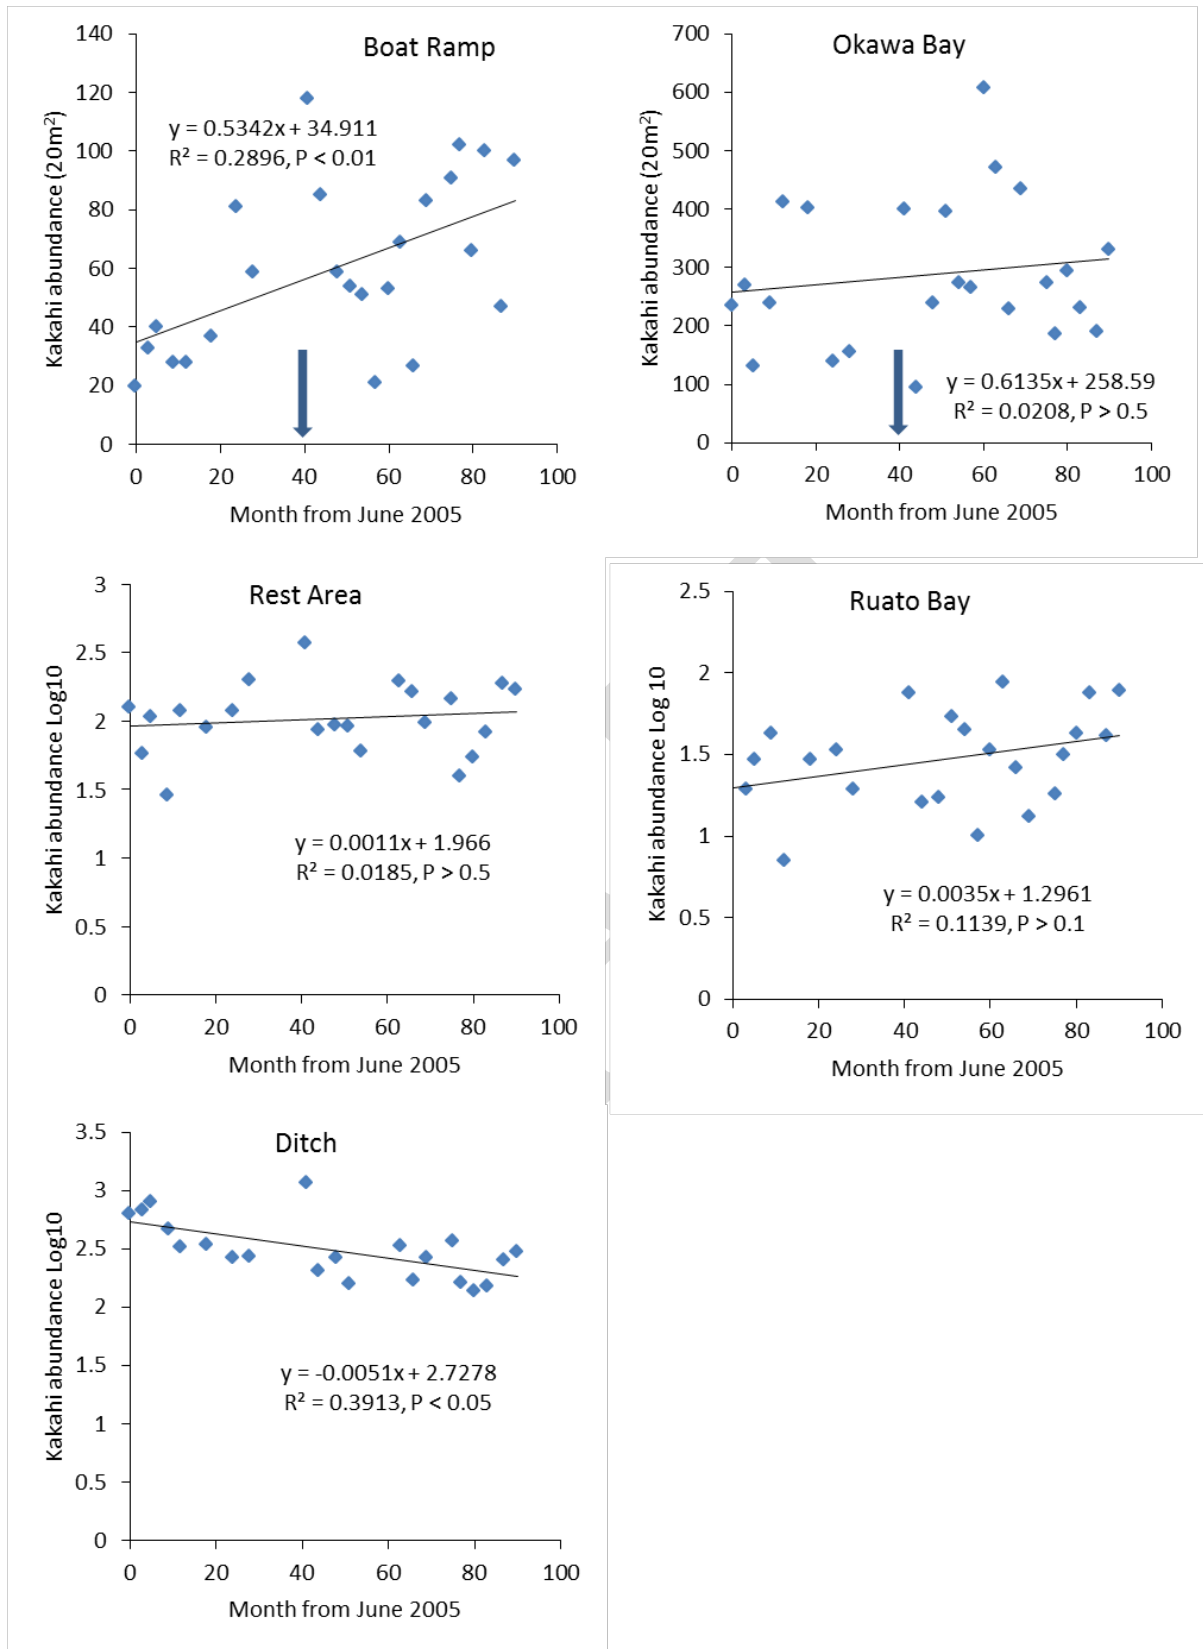 Boat Ramp
Kakahi abundance (20m²)
140
120
100
80
60
40
20
0
y = 0.5342x + 34.911
R² = 0.2896, P < 0.01
0 20 40 60 80 100
Month from June 2005
Okawa Bay
Kakahi abundance (20m²)
700
600
500
400
300
200
100
0
y = 0.6135x + 258.59
R² = 0.0208, P > 0.5
0 20 40 60 80 100
Month from June 2005
Rest Area
Kakahi abundance Log10
3
2.5
2
1.5
1
0.5
0
y = 0.0011x + 1.966
R² = 0.0185, P > 0.5
0 20 40 60 80 100
Month from June 2005
Ruato Bay
Kakahi abundance Log 10
2.5
2
1.5
1
0.5
0
y = 0.0035x + 1.2961
R² = 0.1139, P > 0.1
0 20 40 60 80 100
Month from June 2005
Ditch
Kakahi abundance Log10
3.5
3
2.5
2
1.5
1
0.5
0
y = -0.0051x + 2.7278
R² = 0.3913, P < 0.05
0 20 40 60 80 100
Month from June 2005